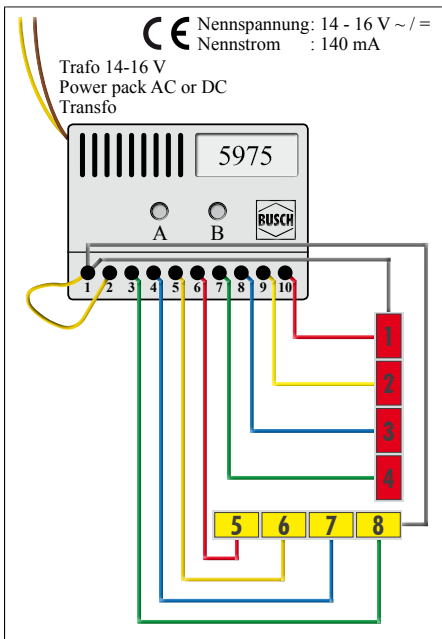 CE Nennspannung: 14 - 16 V ~ / =
Nennstrom : 140 mA
Trafo 14-16 V
Power pack AC or DC
Transfo
5975
A B
BUSCH
1 2 3 4 5 6 7 8 9 10
1
2
3
4
5 6 7 8